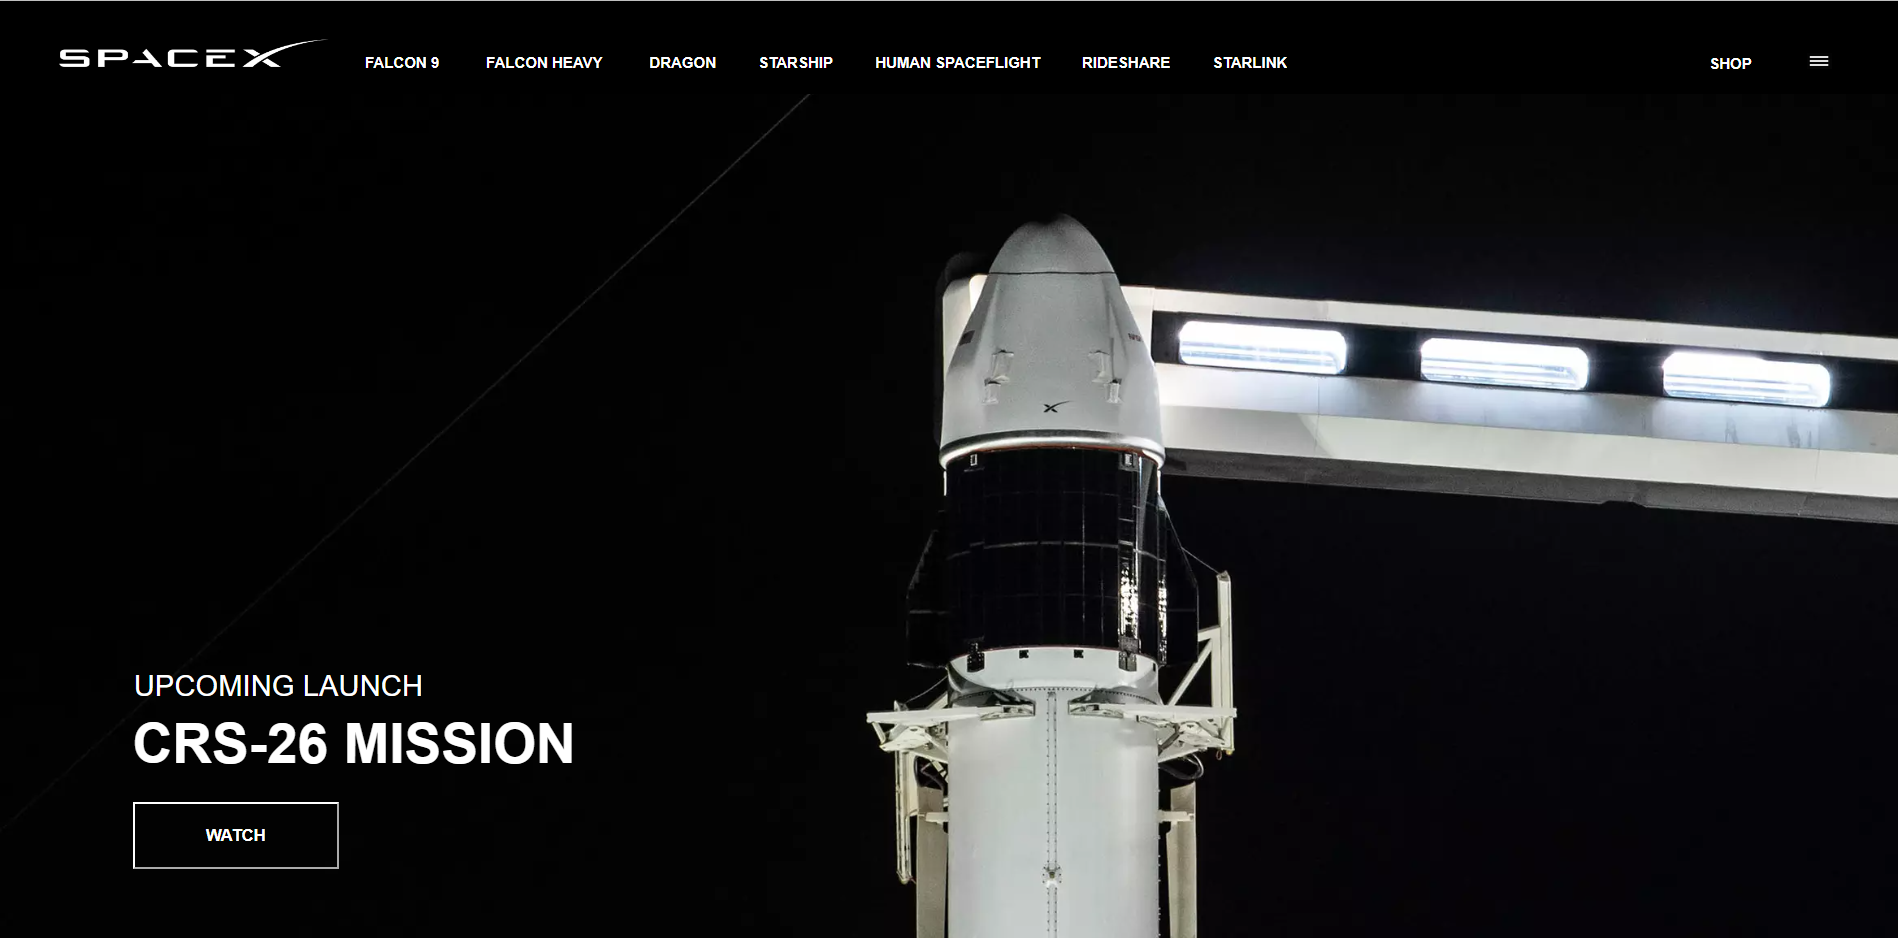 SPACEX
FALCON 9
FALCON HEAVY
DRAGON
STARSHIP
HUMAN SPACEFLIGHT
RIDESHARE
STARLINK
SHOP
X
UPCOMING LAUNCH
CRS-26 MISSION
WATCH